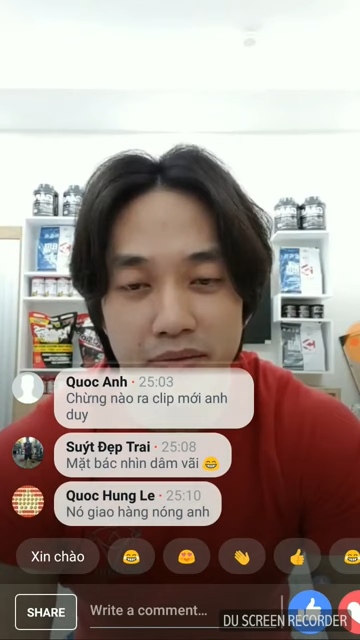 Quoc Anh · 25:03
Chừng nào ra clip mới anh
duy
Suýt Đẹp Trai · 25:08
Mặt bác nhìn dâm vãi 😂
Quoc Hung Le · 25:10
Nó giao hàng nóng anh
Xin chào 😂 😍 👋 👍 😂
SHARE Write a comment…
DU SCREEN RECORDER